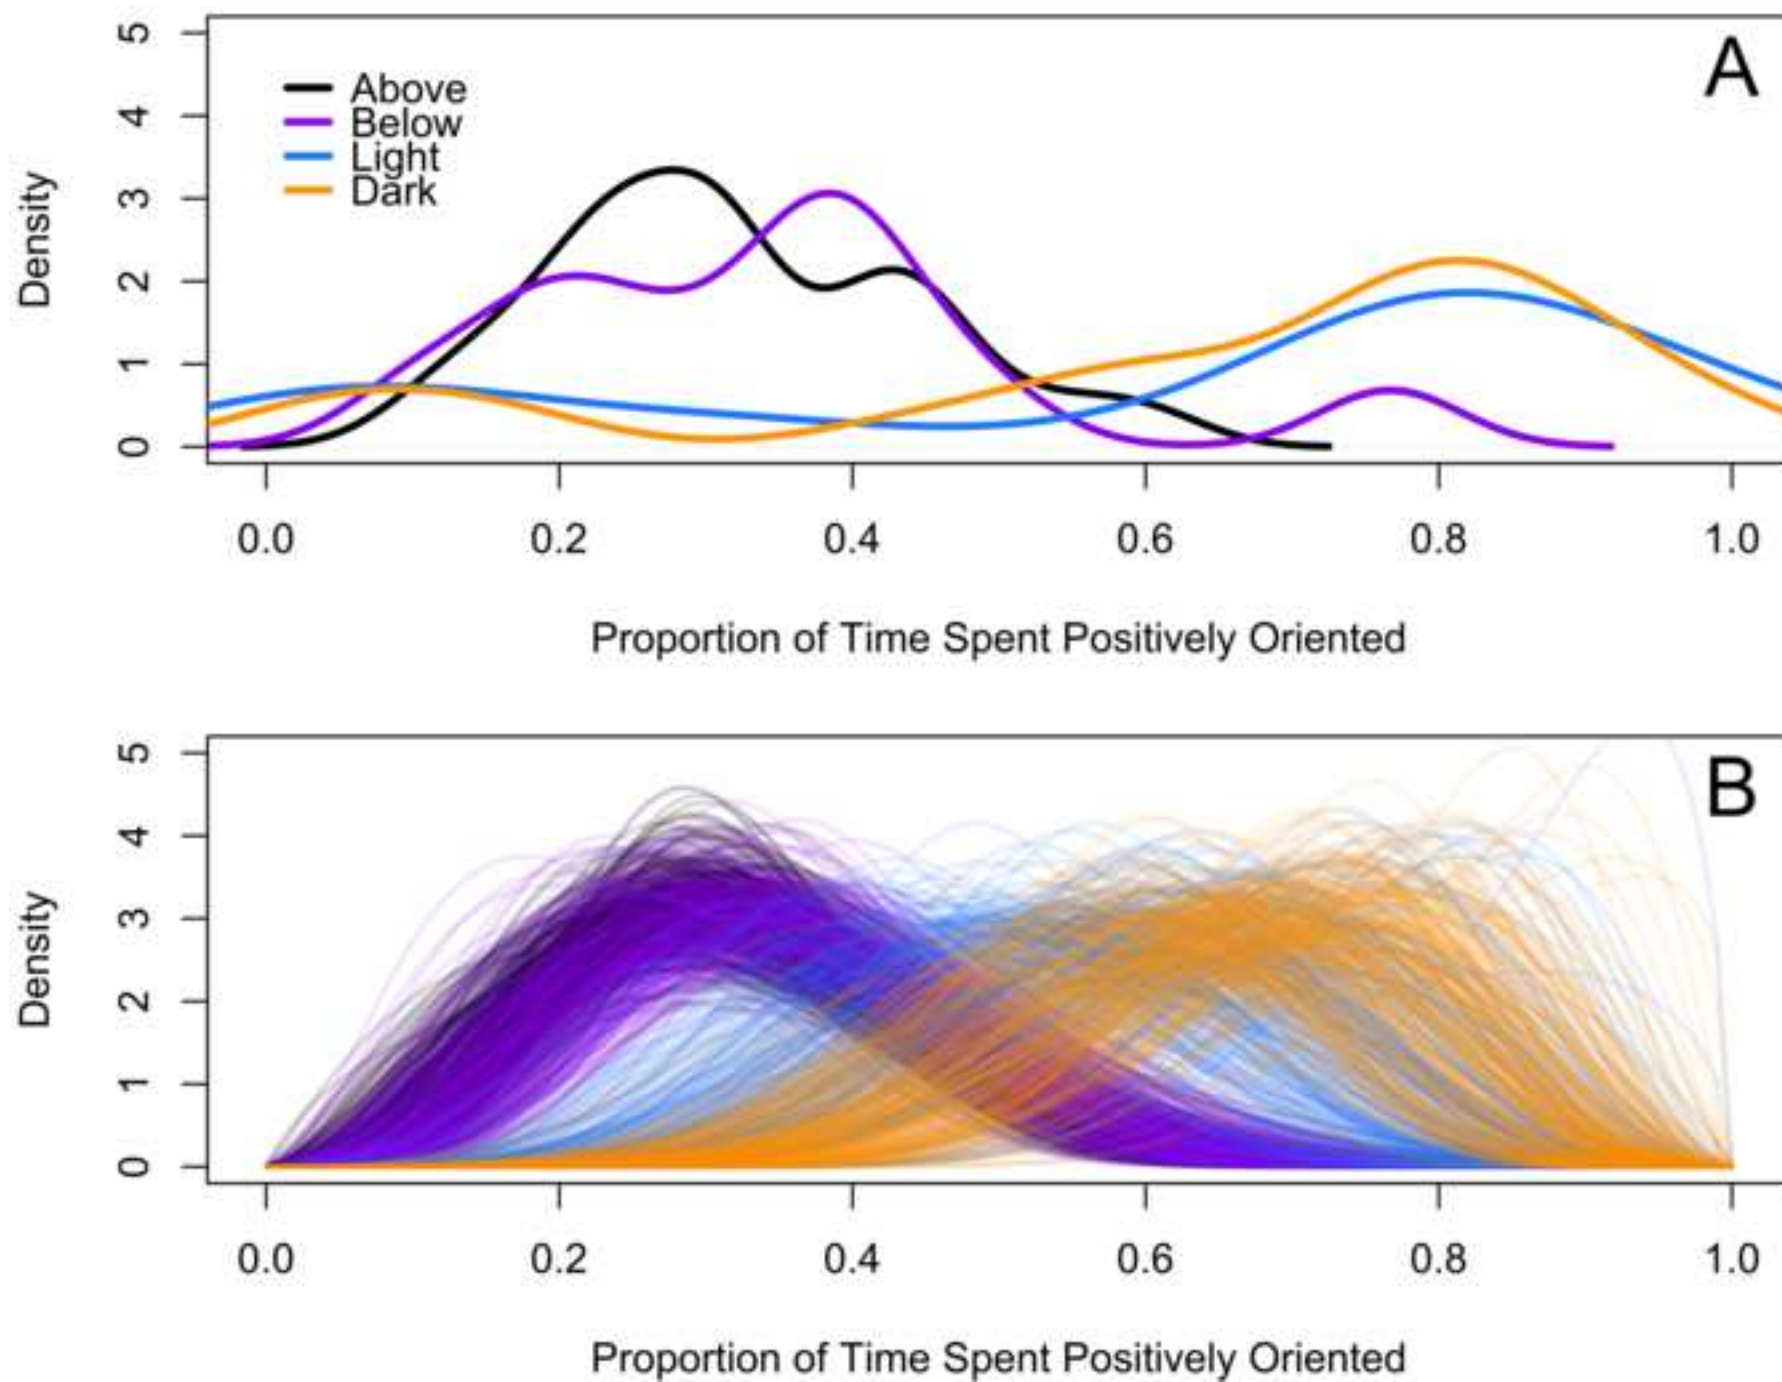 A
5
4
3
2
1
0
Density
Above
Below
Light
Dark
0.0 0.2 0.4 0.6 0.8 1.0
Proportion of Time Spent Positively Oriented
B
5
4
3
2
1
0
Density
0.0 0.2 0.4 0.6 0.8 1.0
Proportion of Time Spent Positively Oriented